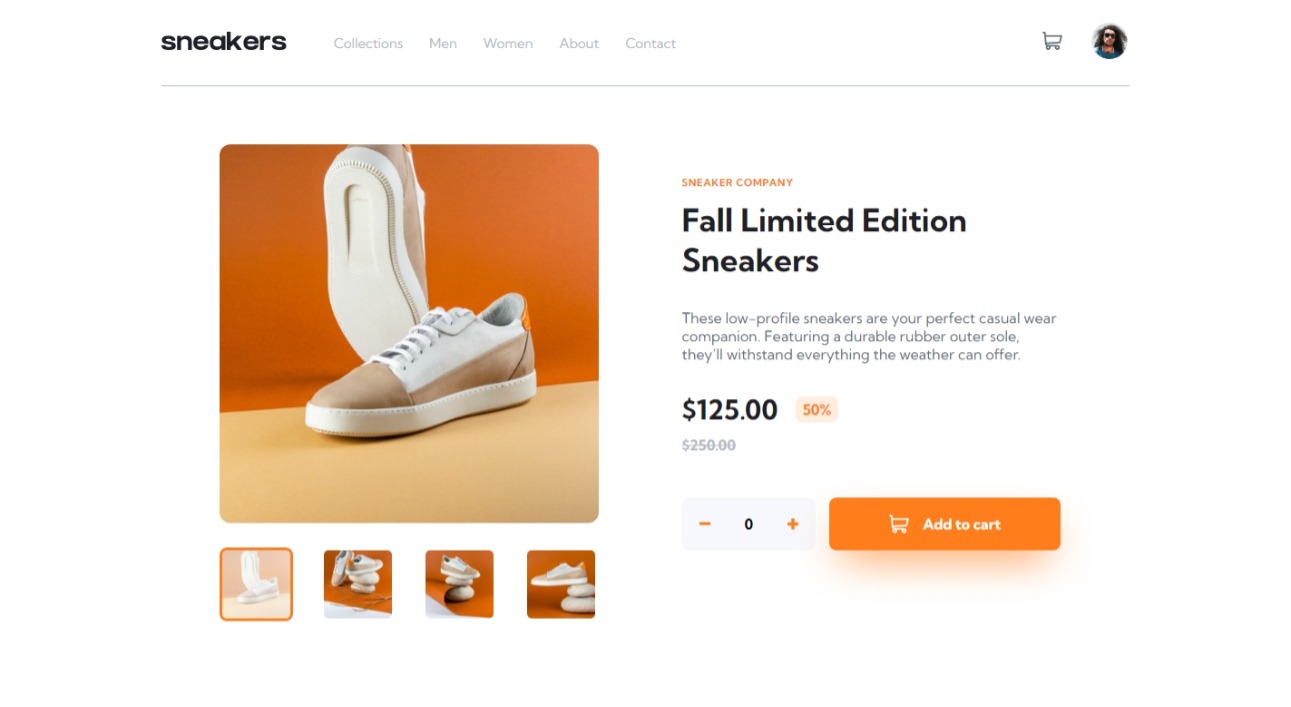 sneakers
Collections Men Women About Contact
SNEAKER COMPANY
Fall Limited Edition
Sneakers
These low-profile sneakers are your perfect casual wear
companion. Featuring a durable rubber outer sole,
they'll withstand everything the weather can offer.
$125.00 50%
$250.00
0 Add to cart